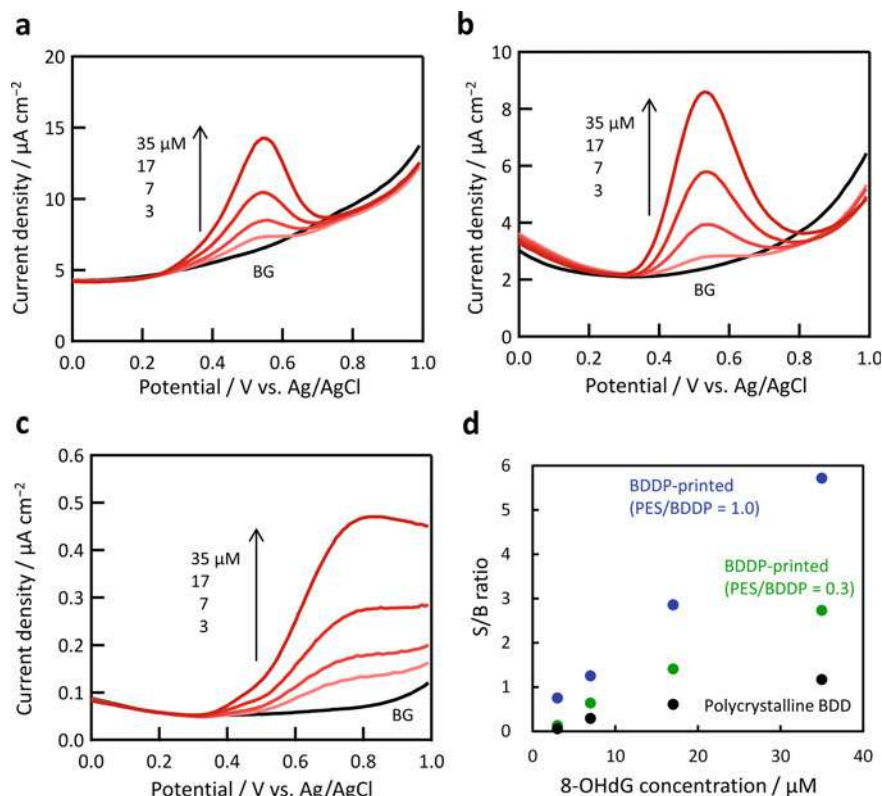 a
20
15
10
5
0
Current density / μA cm⁻²
35 μM
17
7
3
BG
0.0 0.2 0.4 0.6 0.8 1.0
Potential / V vs. Ag/AgCl
b
10
8
6
4
2
0
Current density / μA cm⁻²
35 μM
17
7
3
BG
0.0 0.2 0.4 0.6 0.8 1.0
Potential / V vs. Ag/AgCl
c
0.6
0.5
0.4
0.3
0.2
0.1
0.0
Current density / μA cm⁻²
35 μM
17
7
3
BG
0.0 0.2 0.4 0.6 0.8 1.0
Potential / V vs. Ag/AgCl
d
6
5
4
3
2
1
0
S/B ratio
BDDP-printed
(PES/BDDP = 1.0)
BDDP-printed
(PES/BDDP = 0.3)
Polycrystalline BDD
0 10 20 30 40
8-OHdG concentration / μM